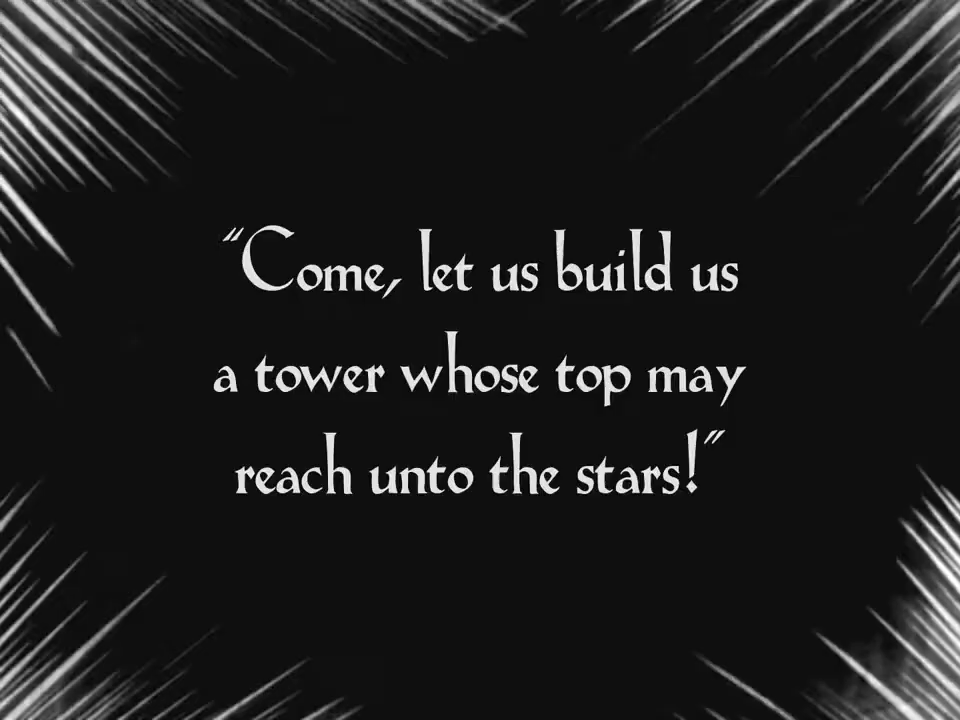 “Come, let us build us
a tower whose top may
reach unto the stars!”